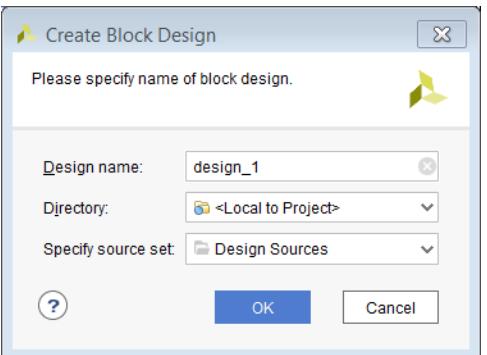 Create Block Design
Please specify name of block design.
Design name: design_1
Directory: <Local to Project>
Specify source set: Design Sources
? OK Cancel